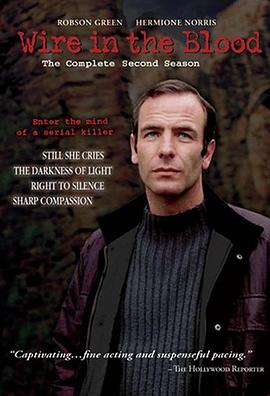 ROBSON GREEN HERMIONE NORRIS
Wire in the Blood
The Complete Second Season
Enter the mind
of a serial killer
STILL SHE CRIES
THE DARKNESS OF LIGHT
RIGHT TO SILENCE
SHARP COMPASSION
"Captivating...fine acting and suspenseful pacing."
–THE HOLLYWOOD REPORTER